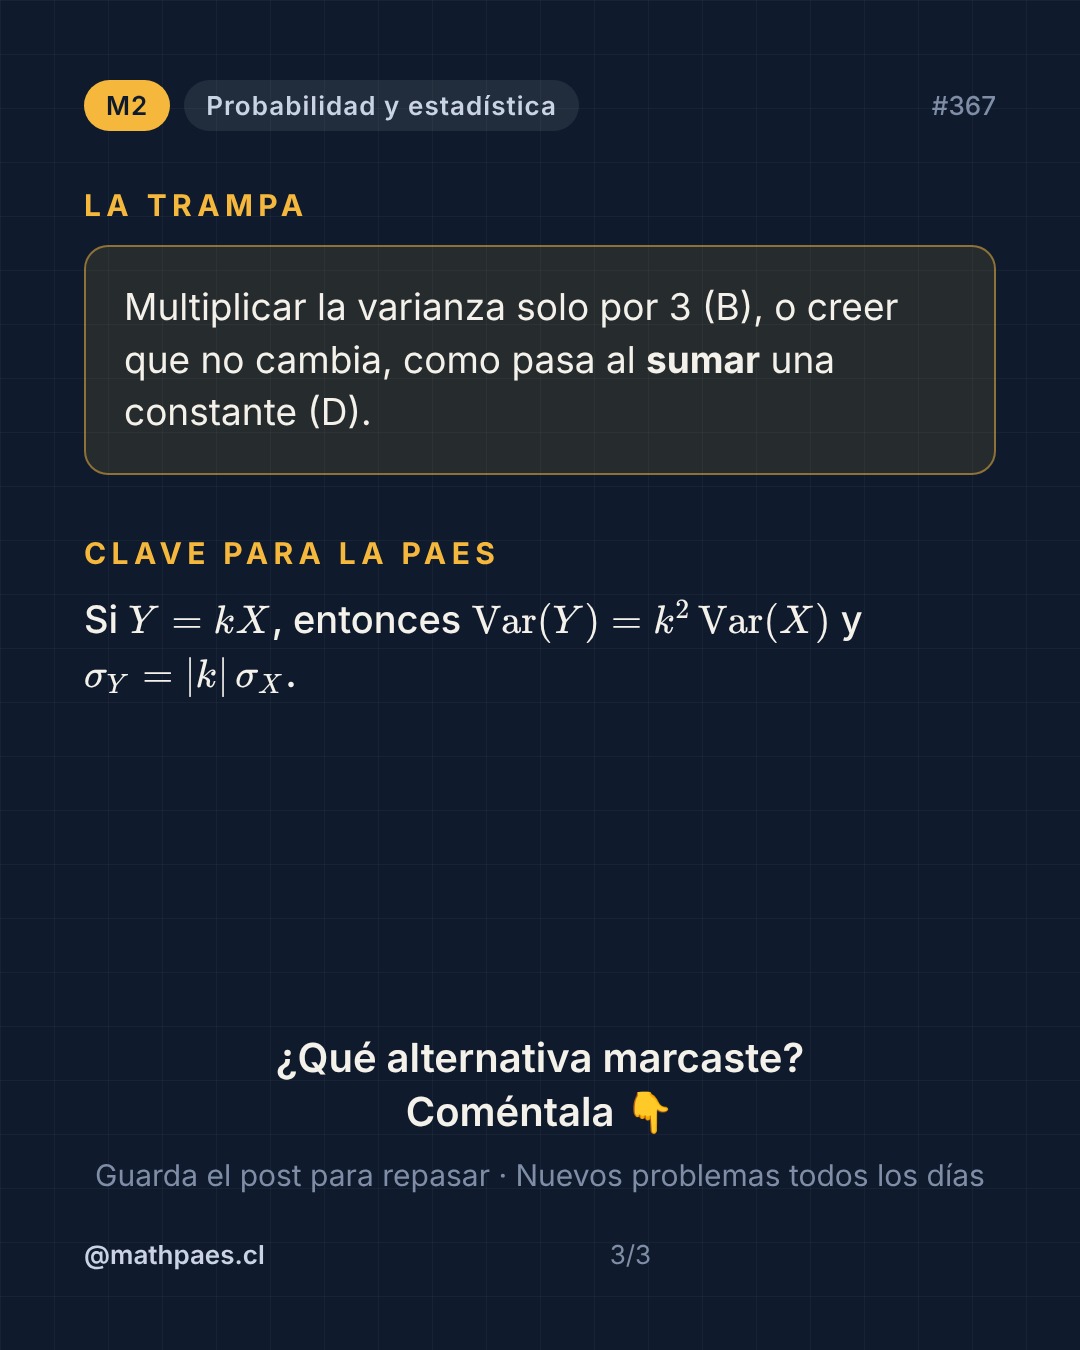 M2 Probabilidad y estadística #367
LA TRAMPA
Multiplicar la varianza solo por 3 (B), o creer
que no cambia, como pasa al sumar una
constante (D).
CLAVE PARA LA PAES
Si Y = kX, entonces Var(Y) = k² Var(X) y
σ_Y = |k| σ_X.
¿Qué alternativa marcaste?
Coméntala 👇
Guarda el post para repasar · Nuevos problemas todos los días
@mathpaes.cl 3/3